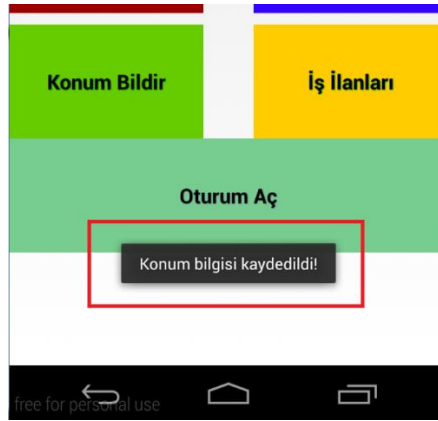 Konum Bildir
İş İlanları
Oturum Aç
Konum bilgisi kaydedildi!
free for personal use